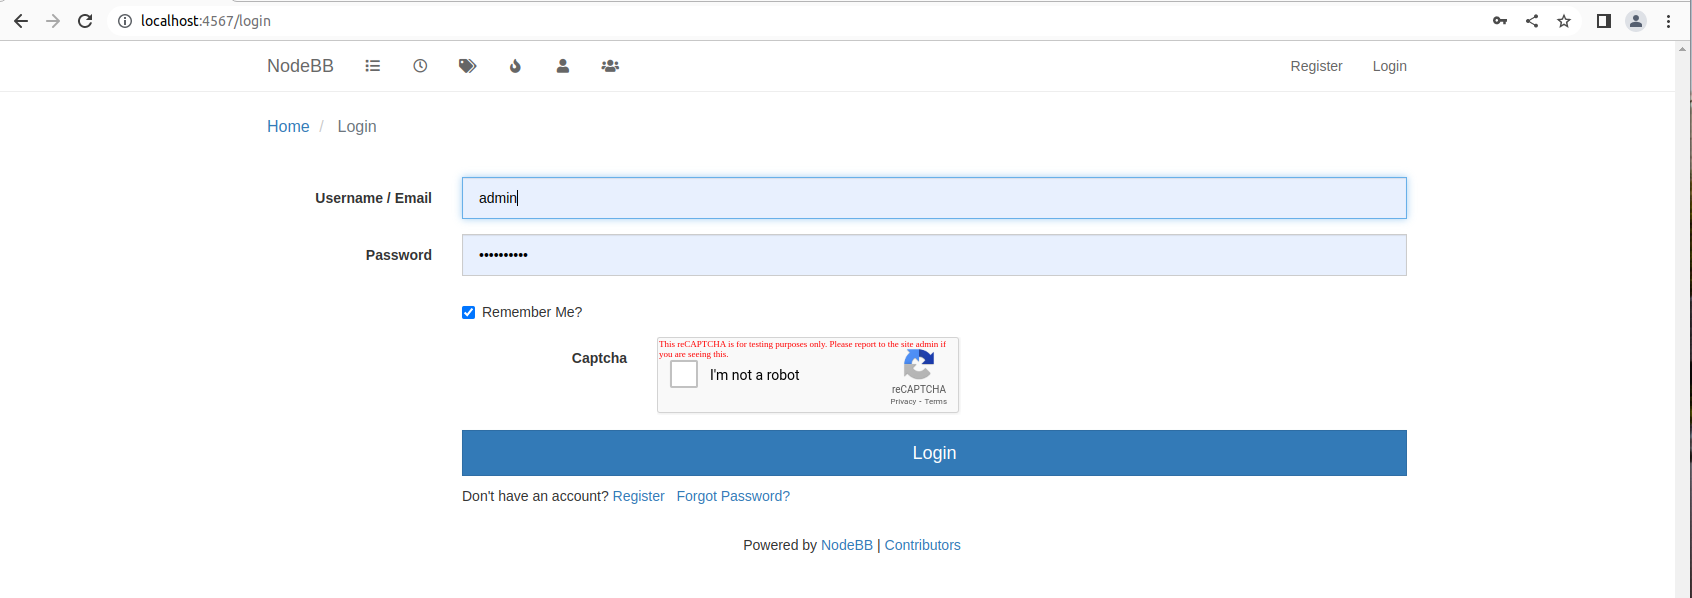 localhost:4567/login
NodeBB Register Login
Home / Login
Username / Email admin
Password ••••••••••
Remember Me?
Captcha
This reCAPTCHA is for testing purposes only. Please report to the site admin if
you are seeing this.
I'm not a robot
reCAPTCHA
Privacy - Terms
Login
Don't have an account? Register Forgot Password?
Powered by NodeBB | Contributors